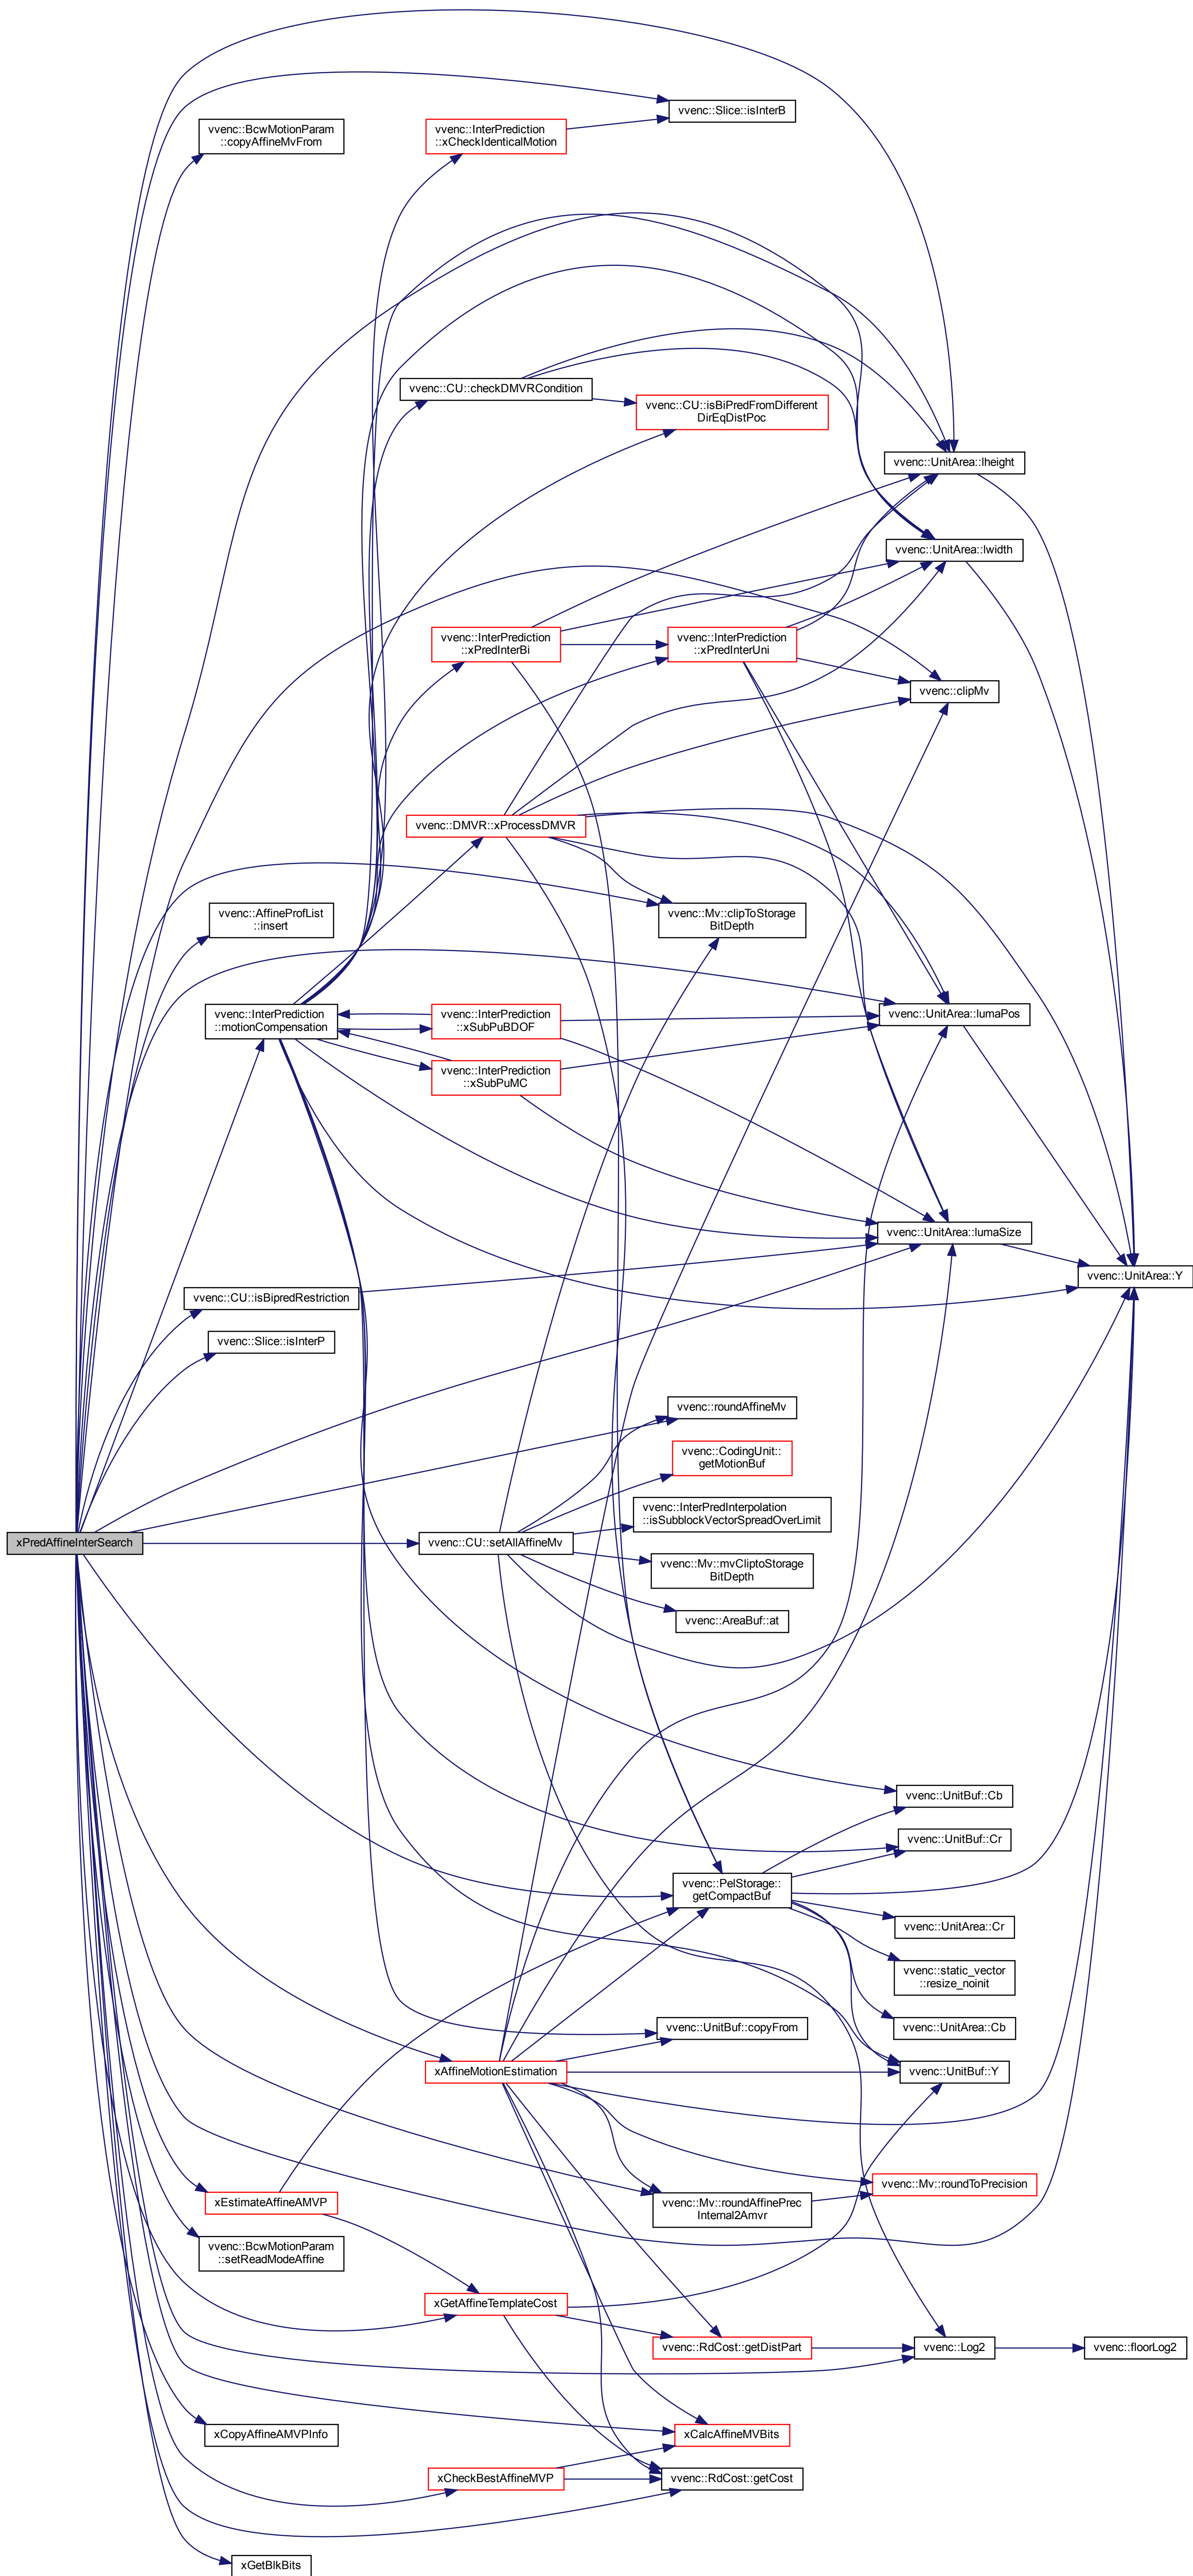 vvenc::Slice::isInterB
vvenc::BcwMotionParam
::copyAffineMvFrom
vvenc::InterPrediction
::xCheckIdenticalMotion
vvenc::CU::checkDMVRCondition
vvenc::CU::isBiPredFromDifferent
DirEqDistPoc
vvenc::UnitArea::lheight
vvenc::UnitArea::lwidth
vvenc::InterPrediction
::xPredInterBi
vvenc::InterPrediction
::xPredInterUni
vvenc::clipMv
vvenc::DMVR::xProcessDMVR
vvenc::AffineProfList
::insert
vvenc::Mv::clipToStorage
BitDepth
vvenc::InterPrediction
::motionCompensation
vvenc::InterPrediction
::xSubPuBDOF
vvenc::UnitArea::lumaPos
vvenc::InterPrediction
::xSubPuMC
vvenc::UnitArea::lumaSize
vvenc::UnitArea::Y
vvenc::CU::isBipredRestriction
vvenc::Slice::isInterP
vvenc::roundAffineMv
vvenc::CodingUnit::
getMotionBuf
vvenc::InterPredInterpolation
::isSubblockVectorSpreadOverLimit
xPredAffineInterSearch
vvenc::CU::setAllAffineMv
vvenc::Mv::mvCliptoStorage
BitDepth
vvenc::AreaBuf::at
vvenc::UnitBuf::Cb
vvenc::UnitBuf::Cr
vvenc::PelStorage::
getCompactBuf
vvenc::UnitArea::Cr
vvenc::static_vector
::resize_noinit
vvenc::UnitArea::Cb
vvenc::UnitBuf::copyFrom
xAffineMotionEstimation
vvenc::UnitBuf::Y
vvenc::Mv::roundToPrecision
xEstimateAffineAMVP
vvenc::Mv::roundAffinePrec
Internal2Amvr
vvenc::BcwMotionParam
::setReadModeAffine
xGetAffineTemplateCost
vvenc::RdCost::getDistPart
vvenc::Log2
vvenc::floorLog2
xCopyAffineAMVPInfo
xCalcAffineMVBits
xCheckBestAffineMVP
vvenc::RdCost::getCost
xGetBlkBits